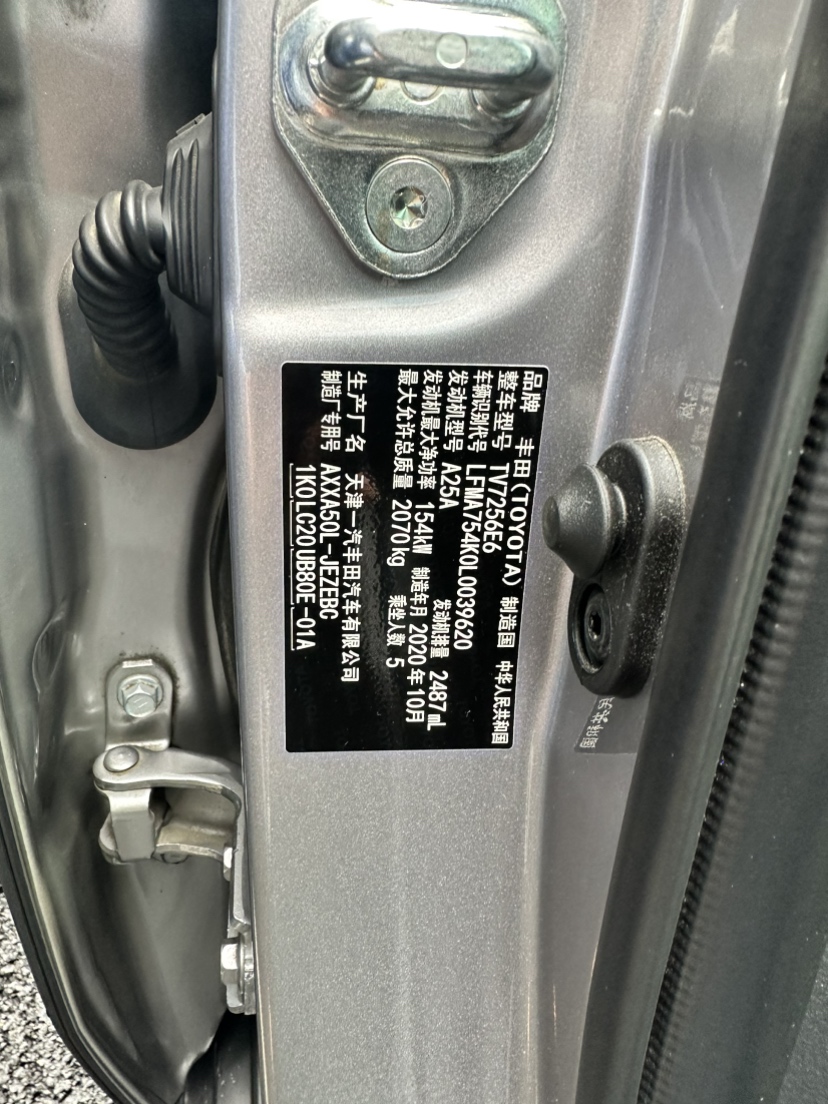 品牌 丰田(TOYOTA) 制造国 中华人民共和国
整车型号 TV7256E6
车辆识别代号 LFMA754K0L0039620
发动机型号 A25A 发动机排量 2487mL
发动机最大净功率 154kW 制造年月 2020年10月
最大允许总质量 2070kg 乘坐人数 5
生产厂名 天津一汽丰田汽车有限公司
制造厂专用号 AXXA50L-JEZEBC
1K0LC20UB80E-01A